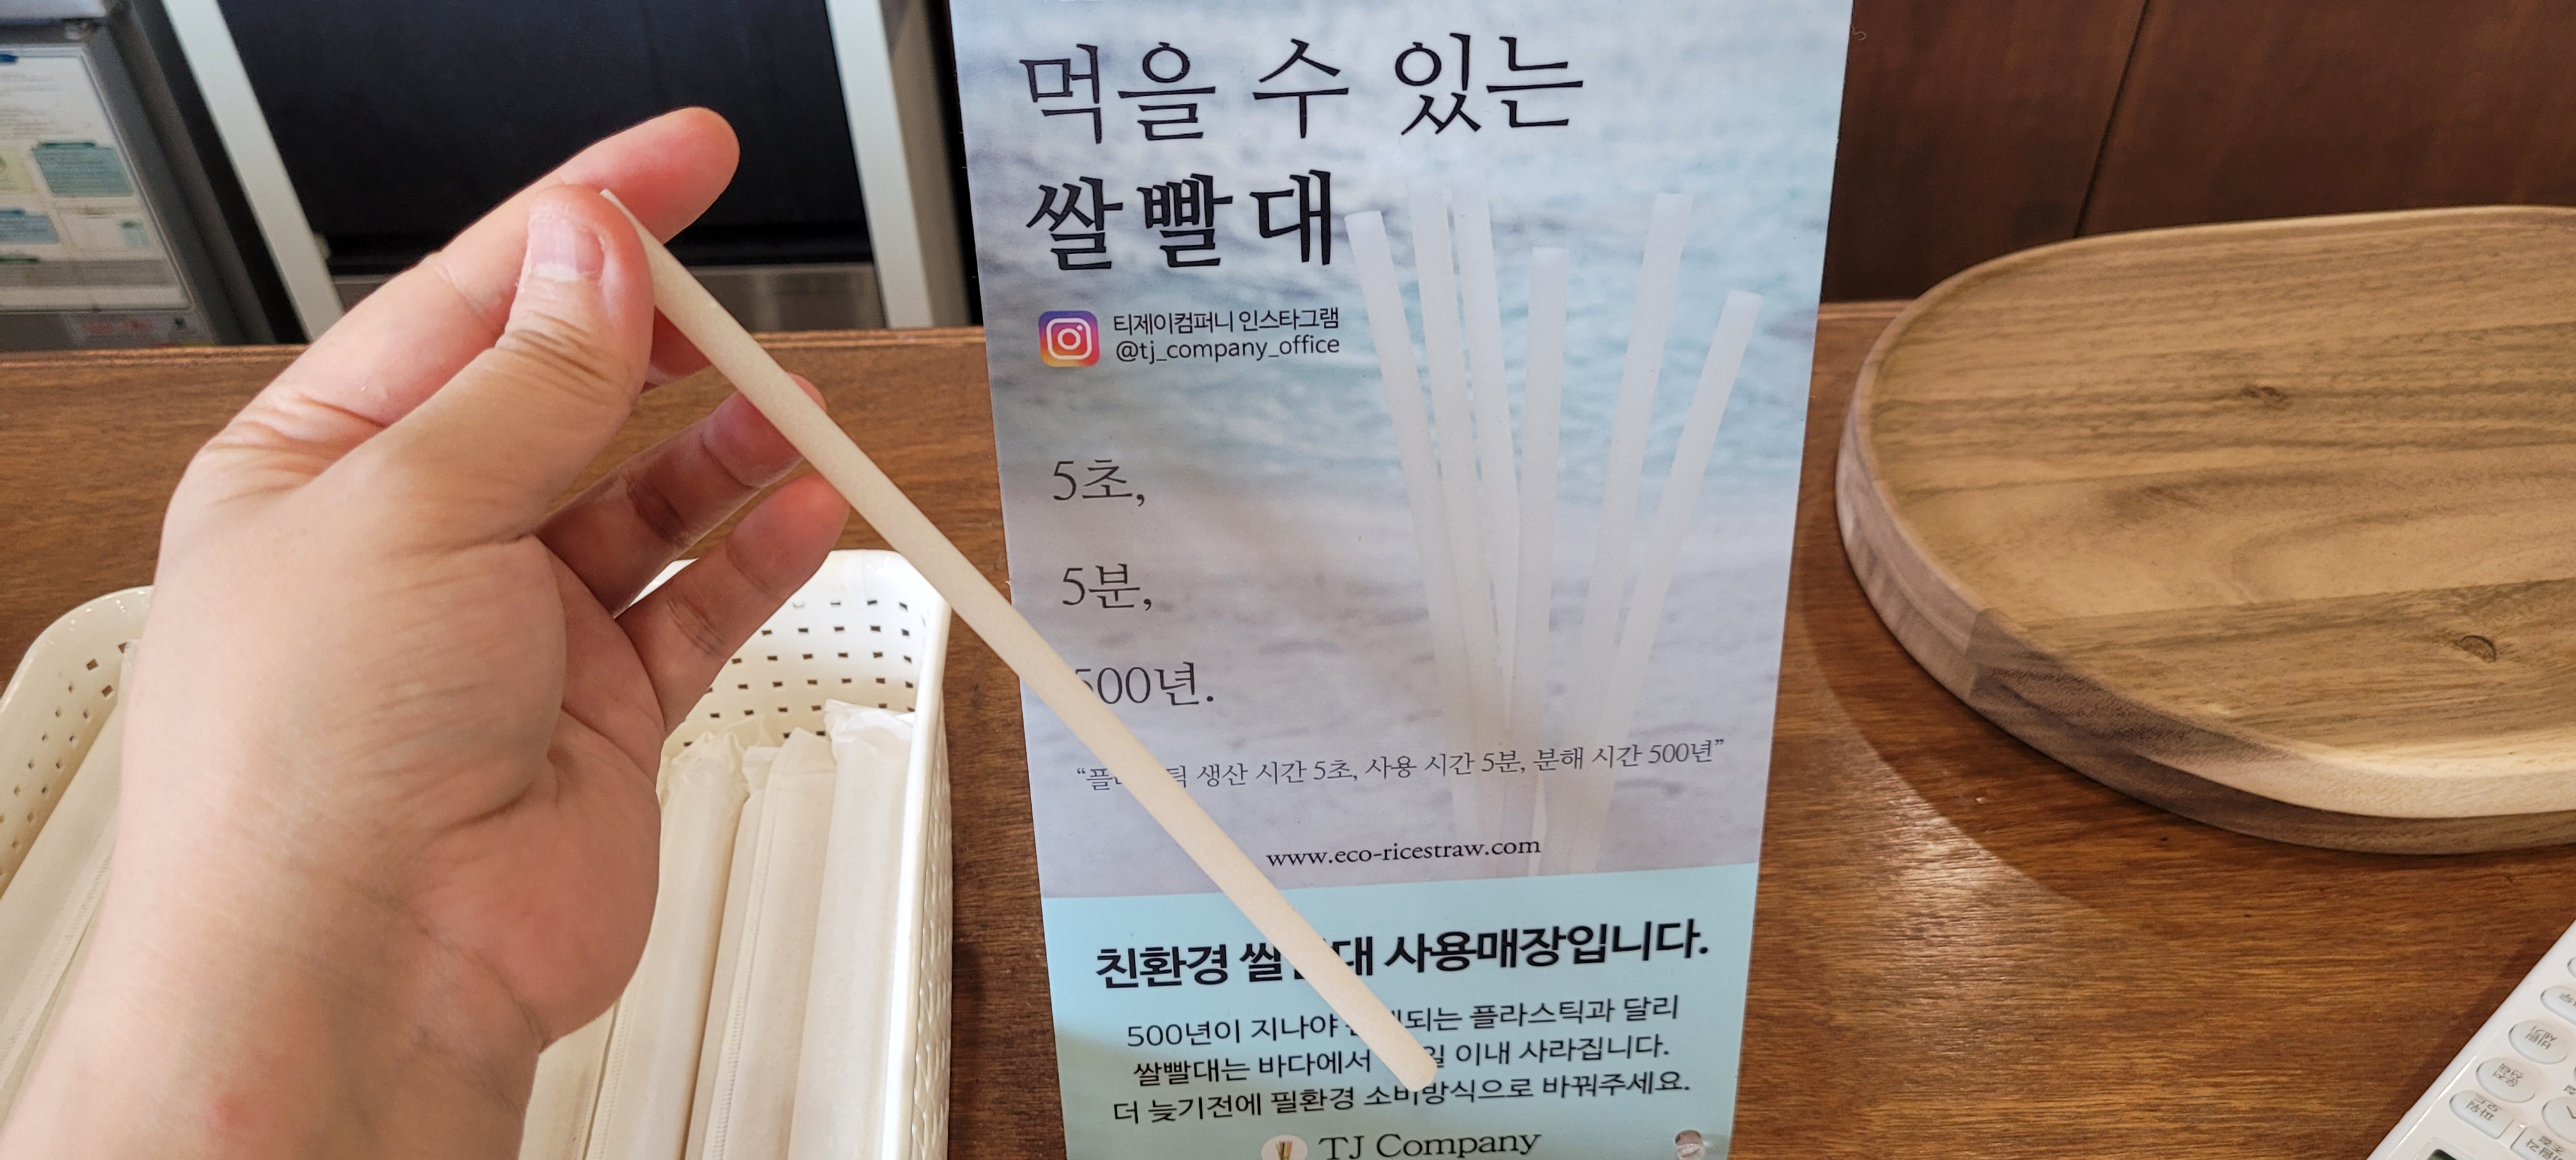 먹을 수 있는
쌀빨대
티제이컴퍼니 인스타그램
@tj_company_office
5초,
5분,
500년.
생산 시간 5초, 사용 시간 5분, 분해 시간 500년”
www.eco-ricestraw.com
친환경 사용매장입니다.
500년이 지나야 플라스틱과 달리
쌀빨대는 바다에서 이내 사라집니다.
더 늦기전에 필환경 소비방식으로 바꿔주세요.
TJ Company